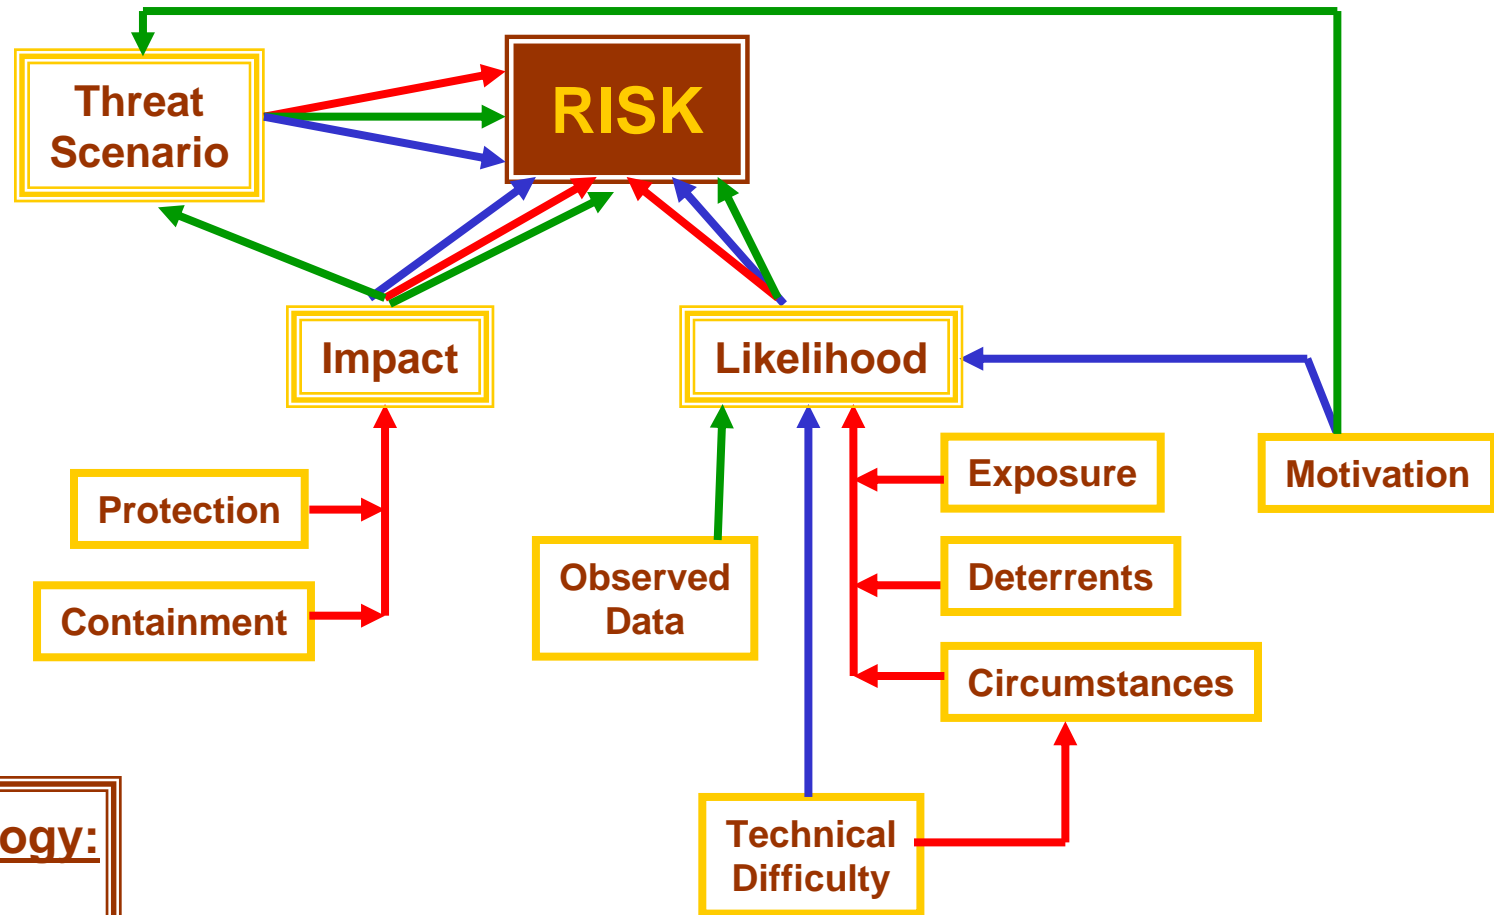 Threat
Scenario
RISK
Impact
Likelihood
Exposure
Motivation
Protection
Observed
Data
Deterrents
Containment
Circumstances
Technical
Difficulty
ogy: